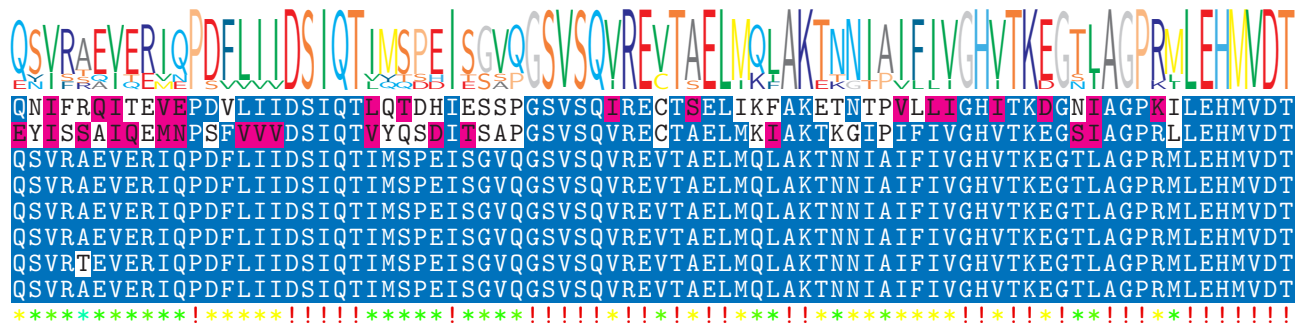 QSVRAEVERIQPDFLIIDSIQTIMSPEISGVQGSVSQVREVTAELMQLAKTNNIAIFIVGHVTKEGTLAGPRMLEHMVDT
QNIFRQITEVEPDVLIIDSIQTLQTDHIESSPGSVSQIRECTSELIKFAKETNTPVLLIGHITKDGNIAGPKILEHMVDT
EYISSAIQEMNPSFVVVDSIQTVYQSDITSAPGSVSQVRECTAELMKIAKTKGIPIFIVGHVTKEGSIAGPRLLEHMVDT
QSVRAEVERIQPDFLIIDSIQTIMSPEISGVQGSVSQVREVTAELMQLAKTNNIAIFIVGHVTKEGTLAGPRMLEHMVDT
QSVRAEVERIQPDFLIIDSIQTIMSPEISGVQGSVSQVREVTAELMQLAKTNNIAIFIVGHVTKEGTLAGPRMLEHMVDT
QSVRAEVERIQPDFLIIDSIQTIMSPEISGVQGSVSQVREVTAELMQLAKTNNIAIFIVGHVTKEGTLAGPRMLEHMVDT
QSVRAEVERIQPDFLIIDSIQTIMSPEISGVQGSVSQVREVTAELMQLAKTNNIAIFIVGHVTKEGTLAGPRMLEHMVDT
QSVRTEVERIQPDFLIIDSIQTIMSPEISGVQGSVSQVREVTAELMQLAKTNNIAIFIVGHVTKEGTLAGPRMLEHMVDT
QSVRAEVERIQPDFLIIDSIQTIMSPEISGVQGSVSQVREVTAELMQLAKTNNIAIFIVGHVTKEGTLAGPRMLEHMVDT
***********!*****!!!!!*****!****!!!!!*!!*!*!!***!!*********!!*!!*!**!!!**!!!!!!!